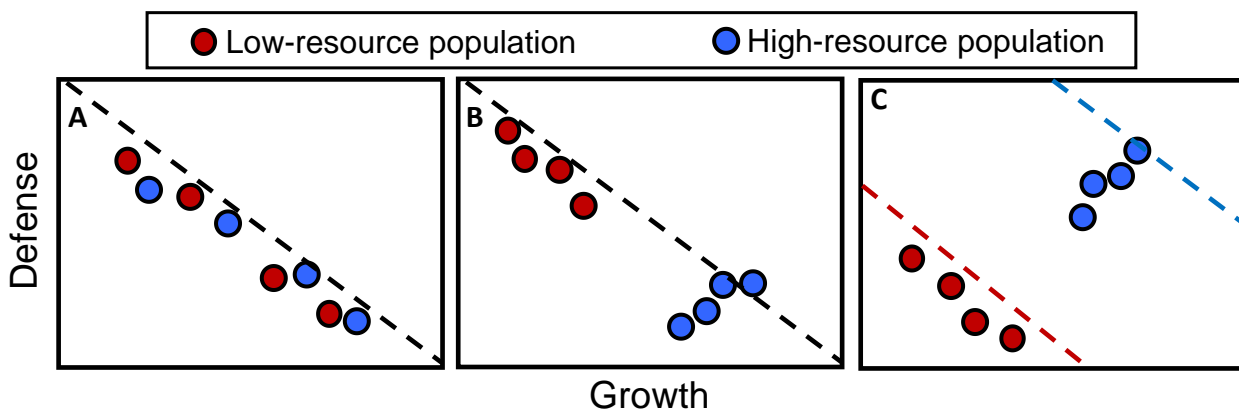 Low-resource population
High-resource population
A
B
C
Defense
Growth